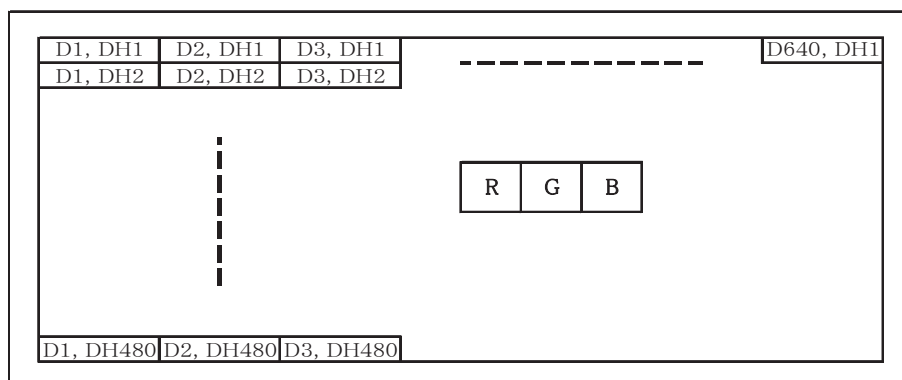 D1, DH1 D2, DH1 D3, DH1 D640, DH1
D1, DH2 D2, DH2 D3, DH2
R G B
D1, DH480 D2, DH480 D3, DH480